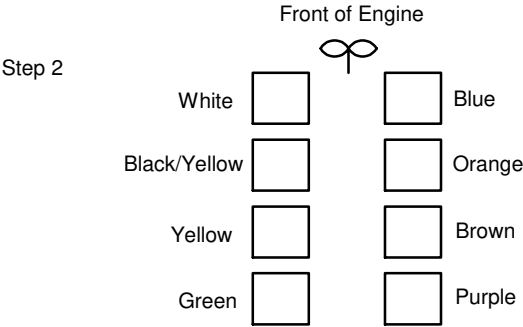 Front of Engine
Step 2
White
Blue
Black/Yellow
Orange
Yellow
Brown
Green
Purple